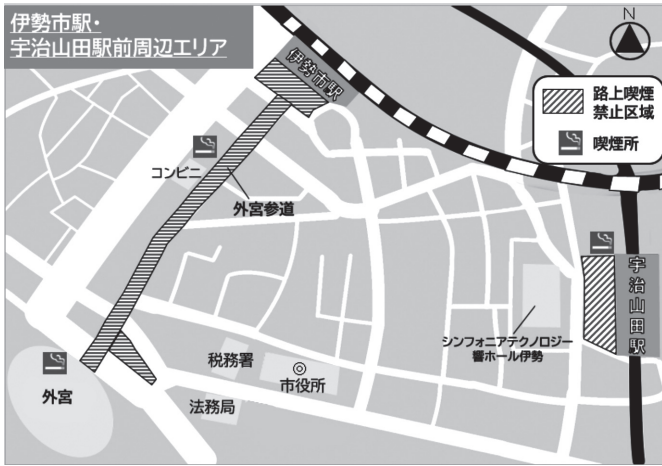 伊勢市駅・
宇治山田駅前周辺エリア
N
伊勢市駅
路上喫煙
禁止区域
喫煙所
コンビニ
外宮参道
宇治山田駅
シンフォニアテクノロジー
響ホール伊勢
税務署
市役所
外宮
法務局